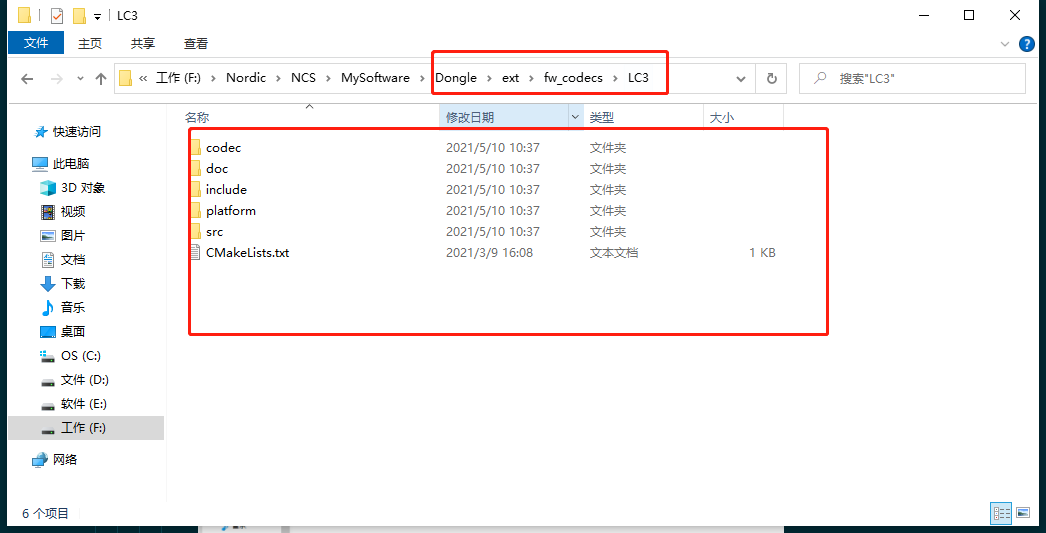 LC3
文件 主页 共享 查看
« 工作 (F:) › Nordic › NCS › MySoftware › Dongle › ext › fw_codecs › LC3
搜索"LC3"
名称 修改日期 类型 大小
快速访问
此电脑
3D 对象
视频
图片
文档
下载
音乐
桌面
OS (C:)
文件 (D:)
软件 (E:)
工作 (F:)
网络
codec 2021/5/10 10:37 文件夹
doc 2021/5/10 10:37 文件夹
include 2021/5/10 10:37 文件夹
platform 2021/5/10 10:37 文件夹
src 2021/5/10 10:37 文件夹
CMakeLists.txt 2021/3/9 16:08 文本文档 1 KB
6 个项目